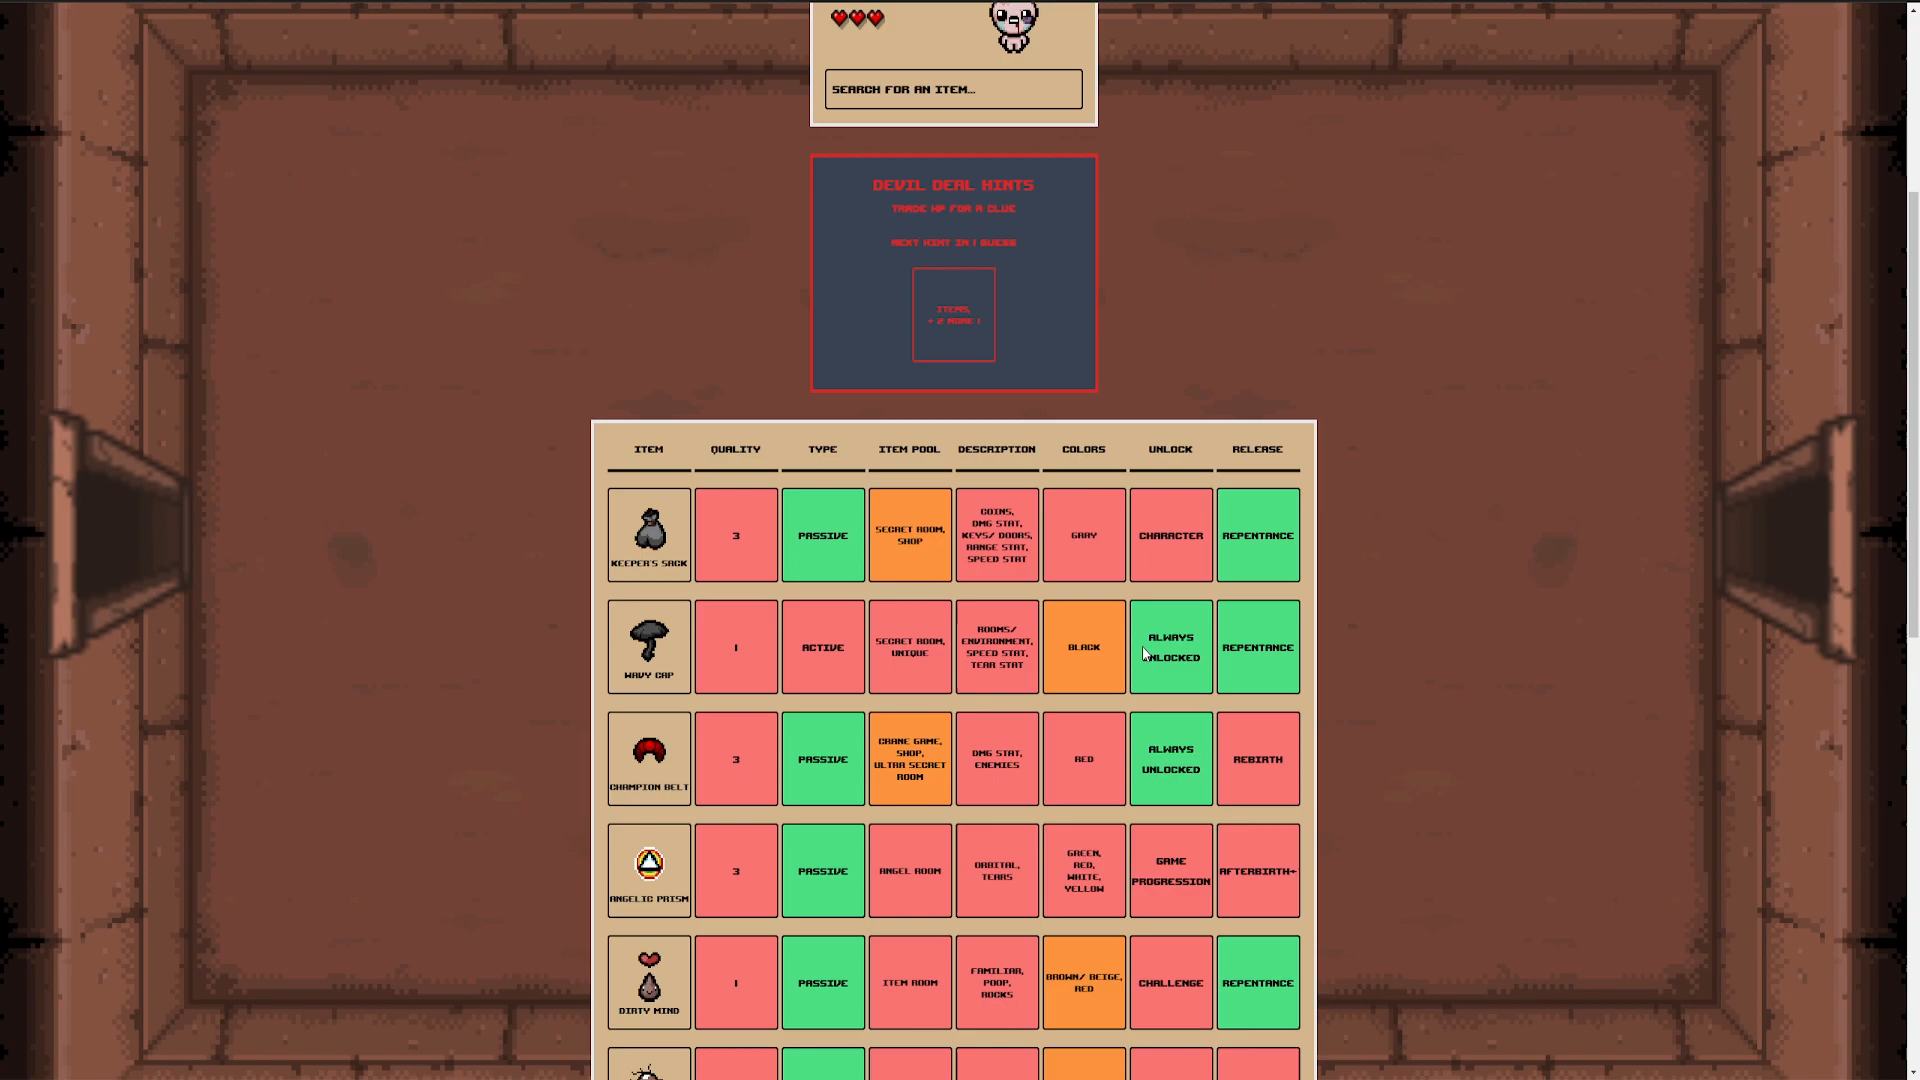 SEARCH FOR AN ITEM...
DEVIL DEAL HINTS
TRADE HP FOR A CLUE
NEXT HINT IN 1 GUESS
ITEMS,
+ 2 MORE !
ITEM QUALITY TYPE ITEM POOL DESCRIPTION COLORS UNLOCK RELEASE
KEEPER'S SACK
3
PASSIVE
SECRET ROOM,
SHOP
COINS,
DMG STAT,
KEYS/ DOORS,
RANGE STAT,
SPEED STAT
GRAY
CHARACTER
REPENTANCE
WAVY CAP
1
ACTIVE
SECRET ROOM,
UNIQUE
ROOMS/
ENVIRONMENT,
SPEED STAT,
TEAR STAT
BLACK
ALWAYS
UNLOCKED
REPENTANCE
CHAMPION BELT
3
PASSIVE
CRANE GAME,
SHOP,
ULTRA SECRET
ROOM
DMG STAT,
ENEMIES
RED
ALWAYS
UNLOCKED
REBIRTH
ANGELIC PRISM
3
PASSIVE
ANGEL ROOM
ORBITAL,
TEARS
GREEN,
RED,
WHITE,
YELLOW
GAME
PROGRESSION
AFTERBIRTH+
DIRTY MIND
1
PASSIVE
ITEM ROOM
FAMILIAR,
POOP,
ROCKS
BROWN/ BEIGE,
RED
CHALLENGE
REPENTANCE